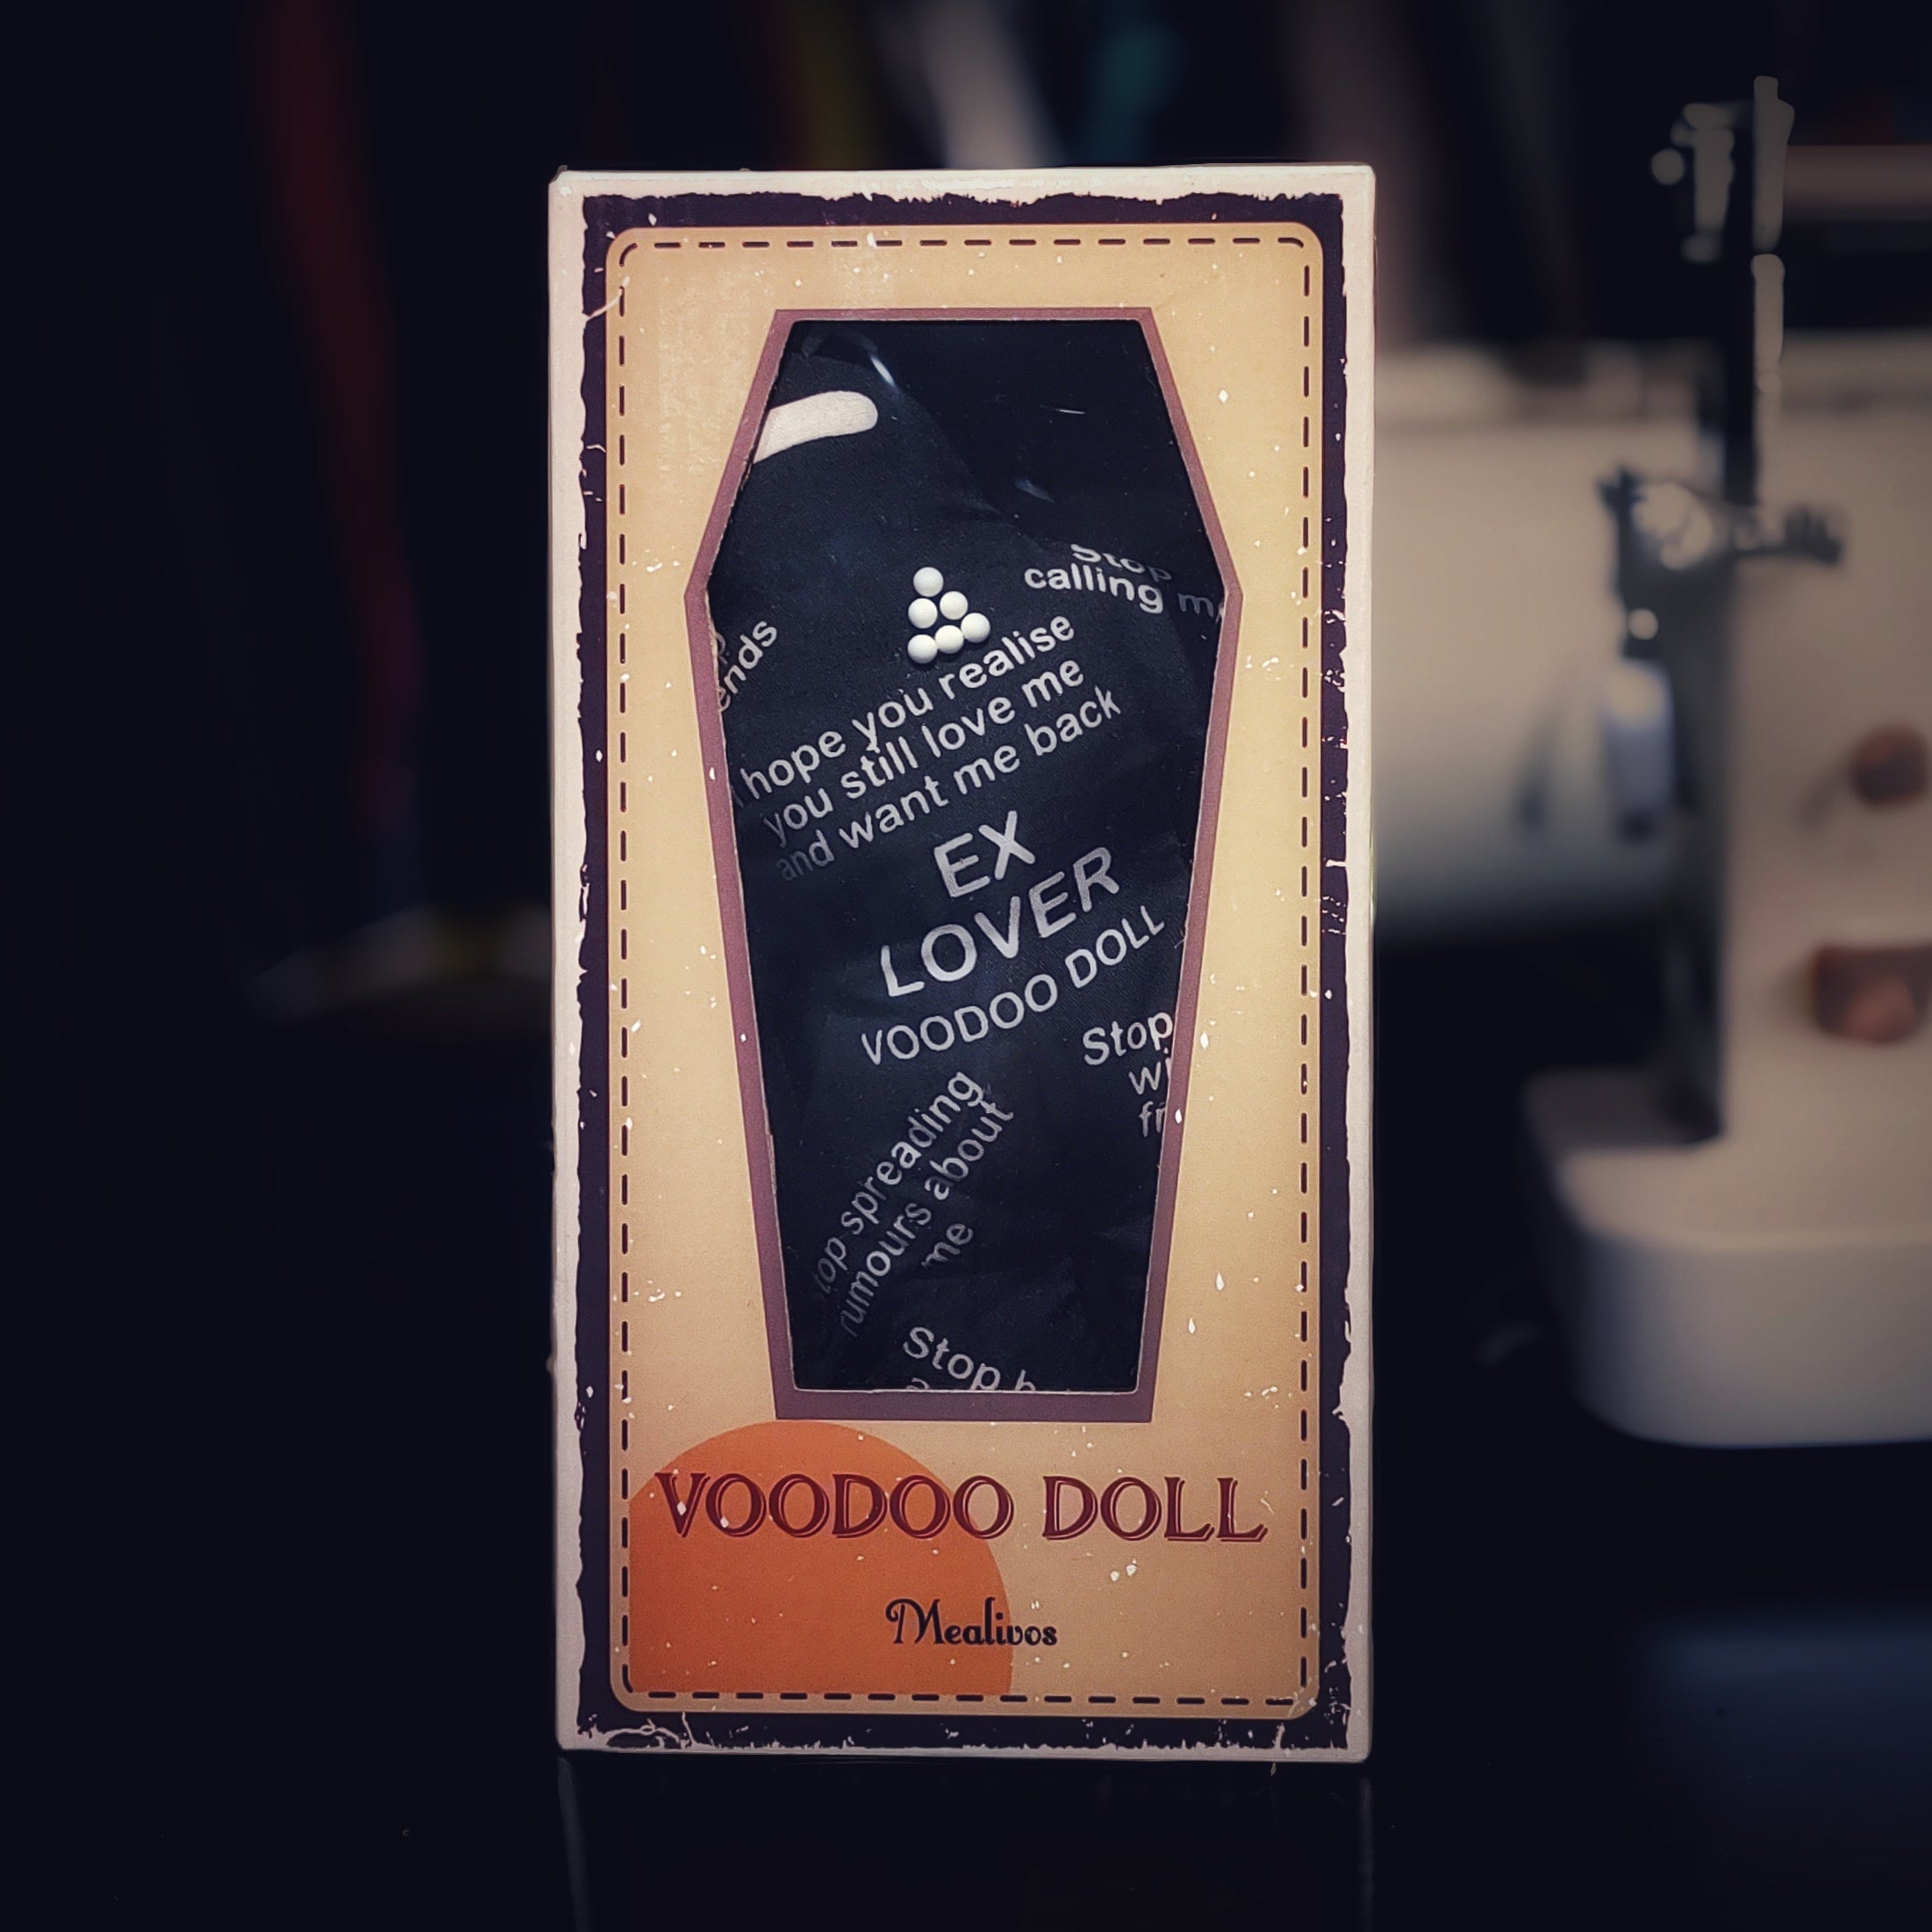 Stop
calling
hope you realise
you still love me
and want me back
EX
LOVER
VOODOO DOLL
Stop
spreading
rumours about
me
Stop
VOODOO DOLL
Mealivos